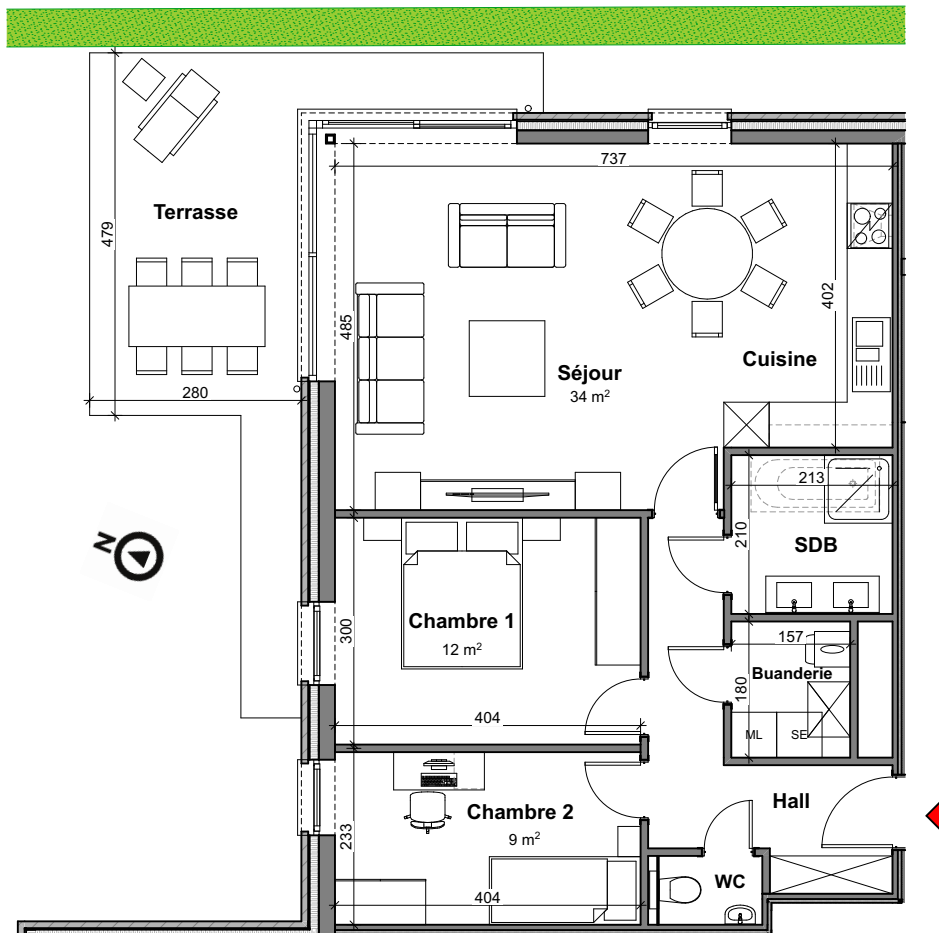 737
Terrasse
479
402
485
Cuisine
Séjour
34 m²
280
213
N
210
SDB
300
Chambre 1
12 m²
157
Buanderie
180
ML
SE
404
Hall
Chambre 2
9 m²
233
WC
404